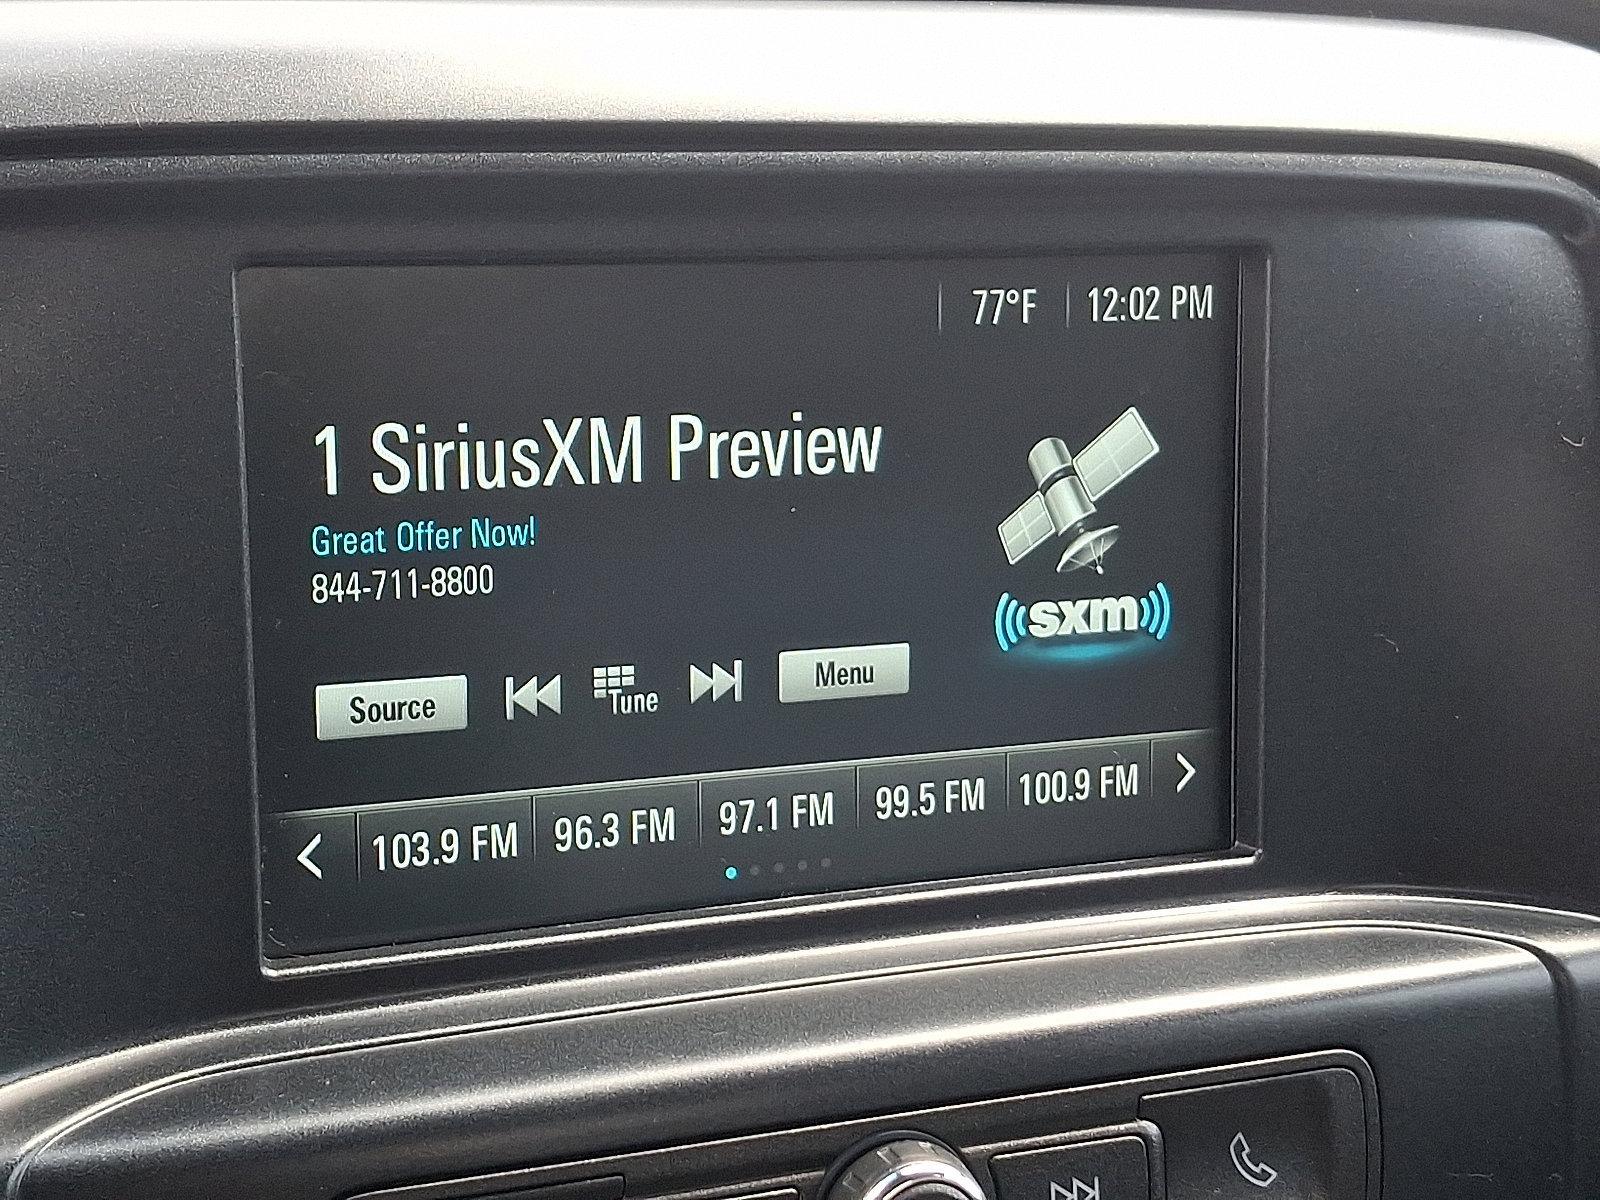 77°F 12:02 PM
1 SiriusXM Preview
Great Offer Now!
844-711-8800
sxm
Source Tune Menu
103.9 FM 96.3 FM 97.1 FM 99.5 FM 100.9 FM